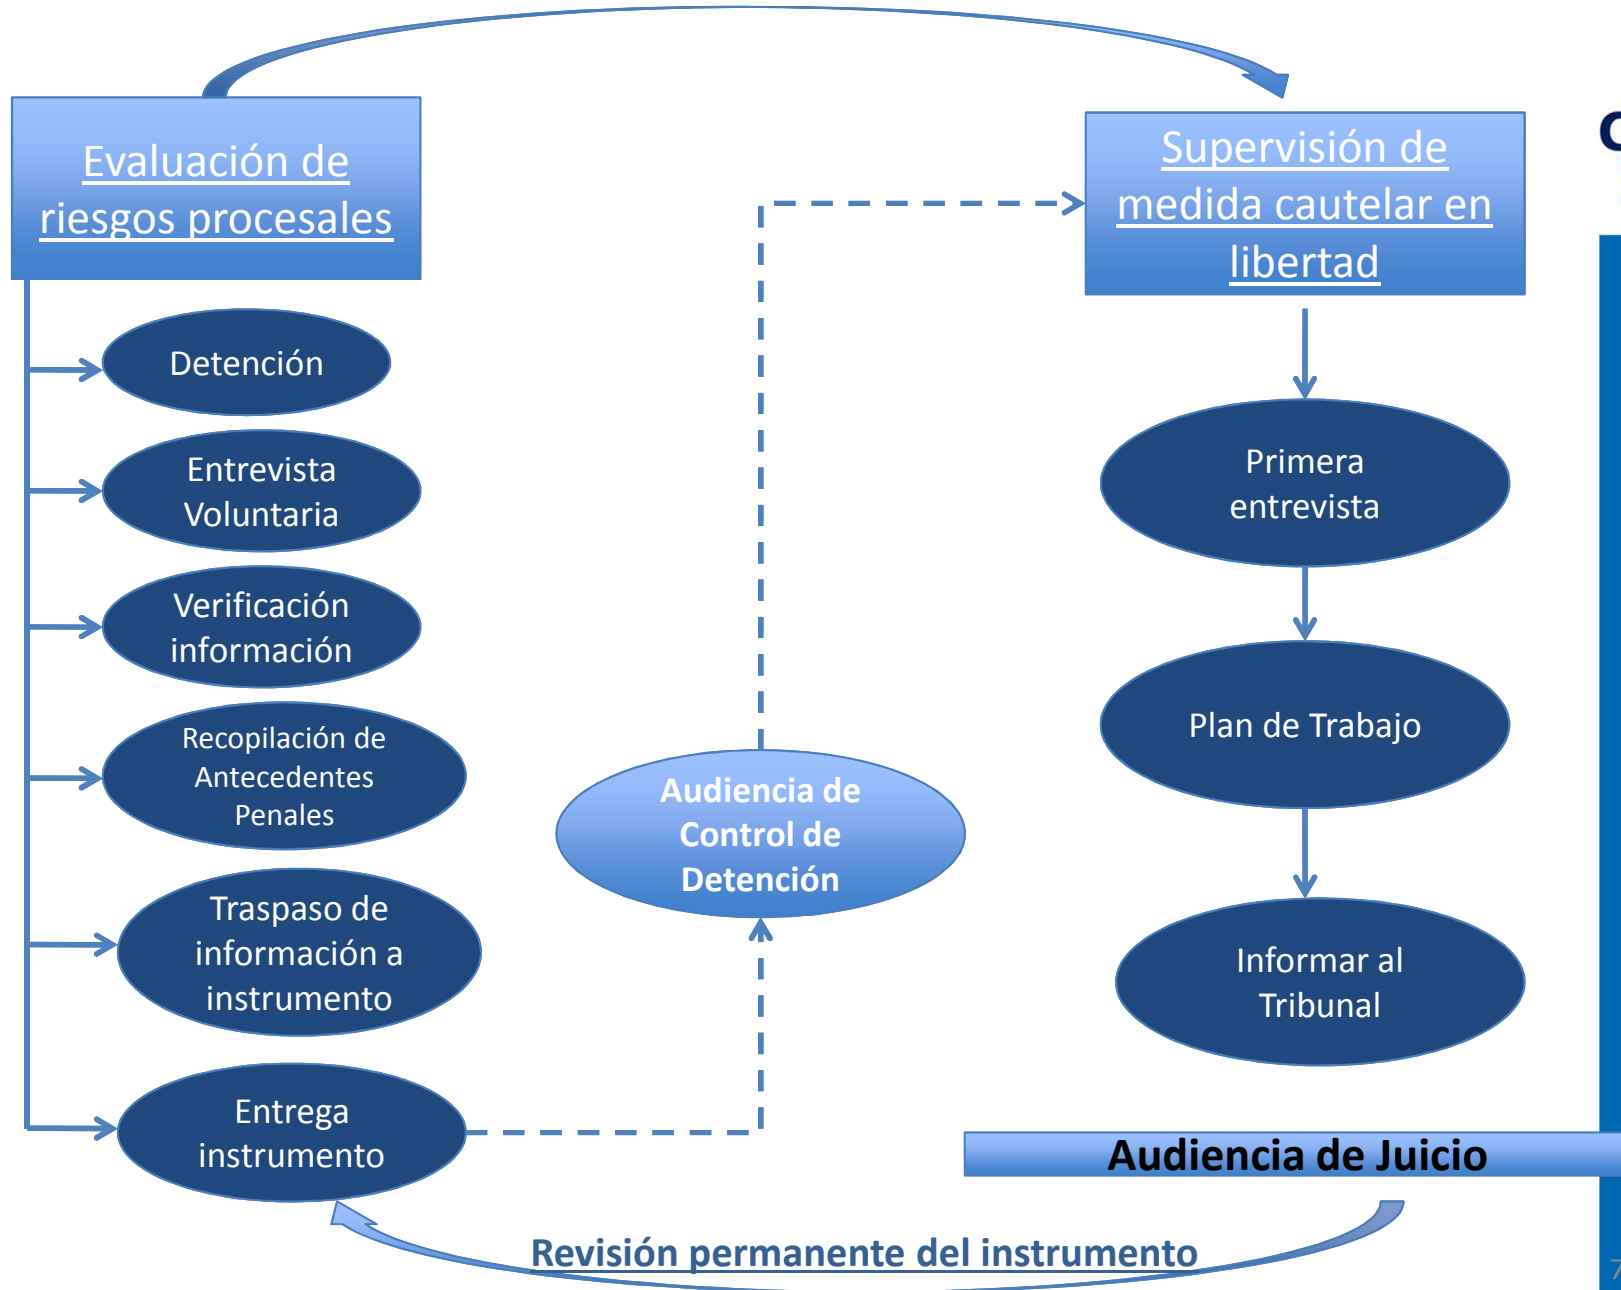 Evaluación de
riesgos procesales
Detención
Entrevista
Voluntaria
Verificación
información
Recopilación de
Antecedentes
Penales
Traspaso de
información a
instrumento
Entrega
instrumento
Audiencia de
Control de
Detención
Supervisión de
medida cautelar en
libertad
Primera
entrevista
Plan de Trabajo
Informar al
Tribunal
Audiencia de Juicio
Revisión permanente del instrumento
7